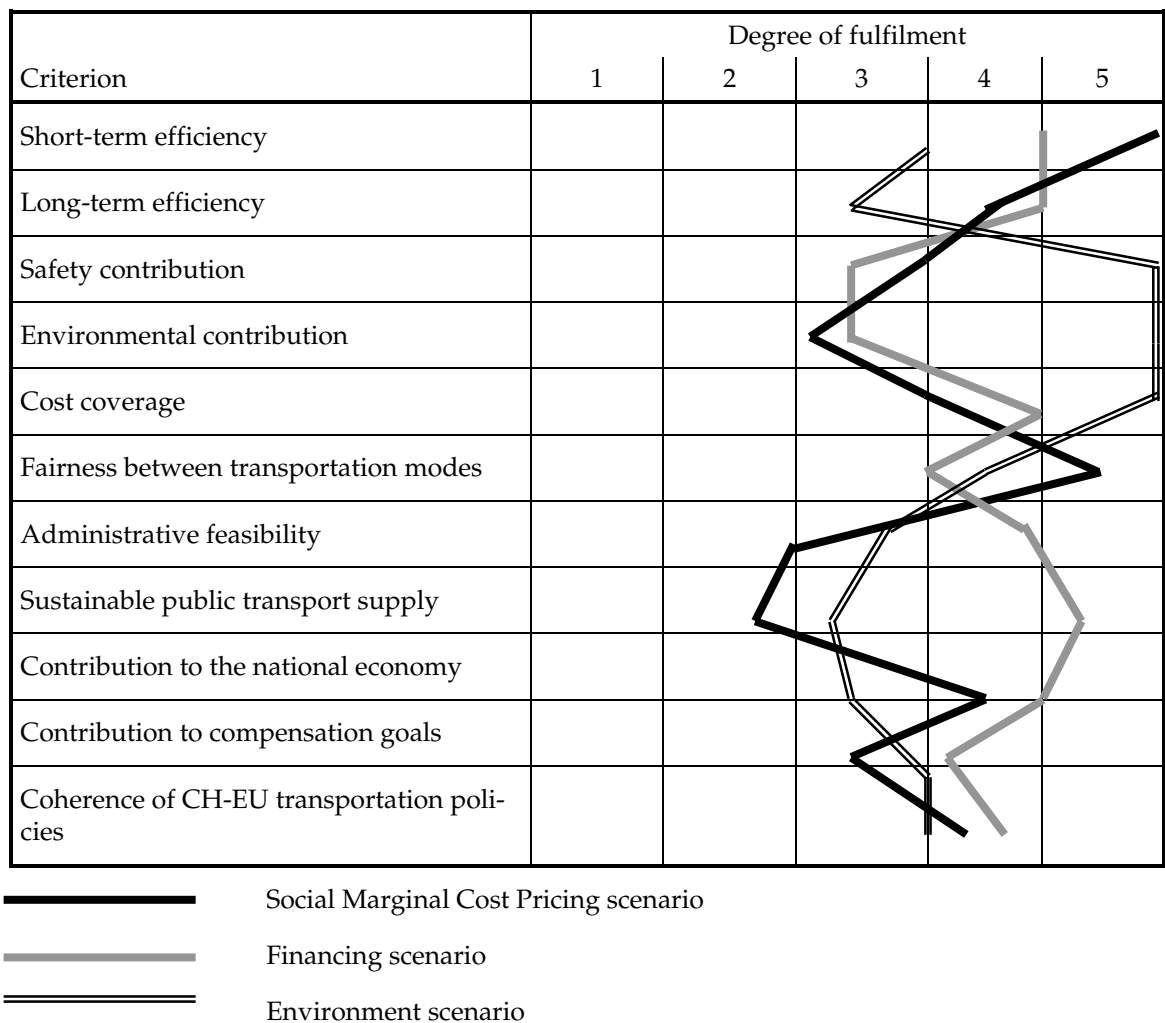 Degree of fulfilment
Criterion 1 2 3 4 5
Short-term efficiency
Long-term efficiency
Safety contribution
Environmental contribution
Cost coverage
Fairness between transportation modes
Administrative feasibility
Sustainable public transport supply
Contribution to the national economy
Contribution to compensation goals
Coherence of CH-EU transportation poli-
cies
Social Marginal Cost Pricing scenario
Financing scenario
Environment scenario